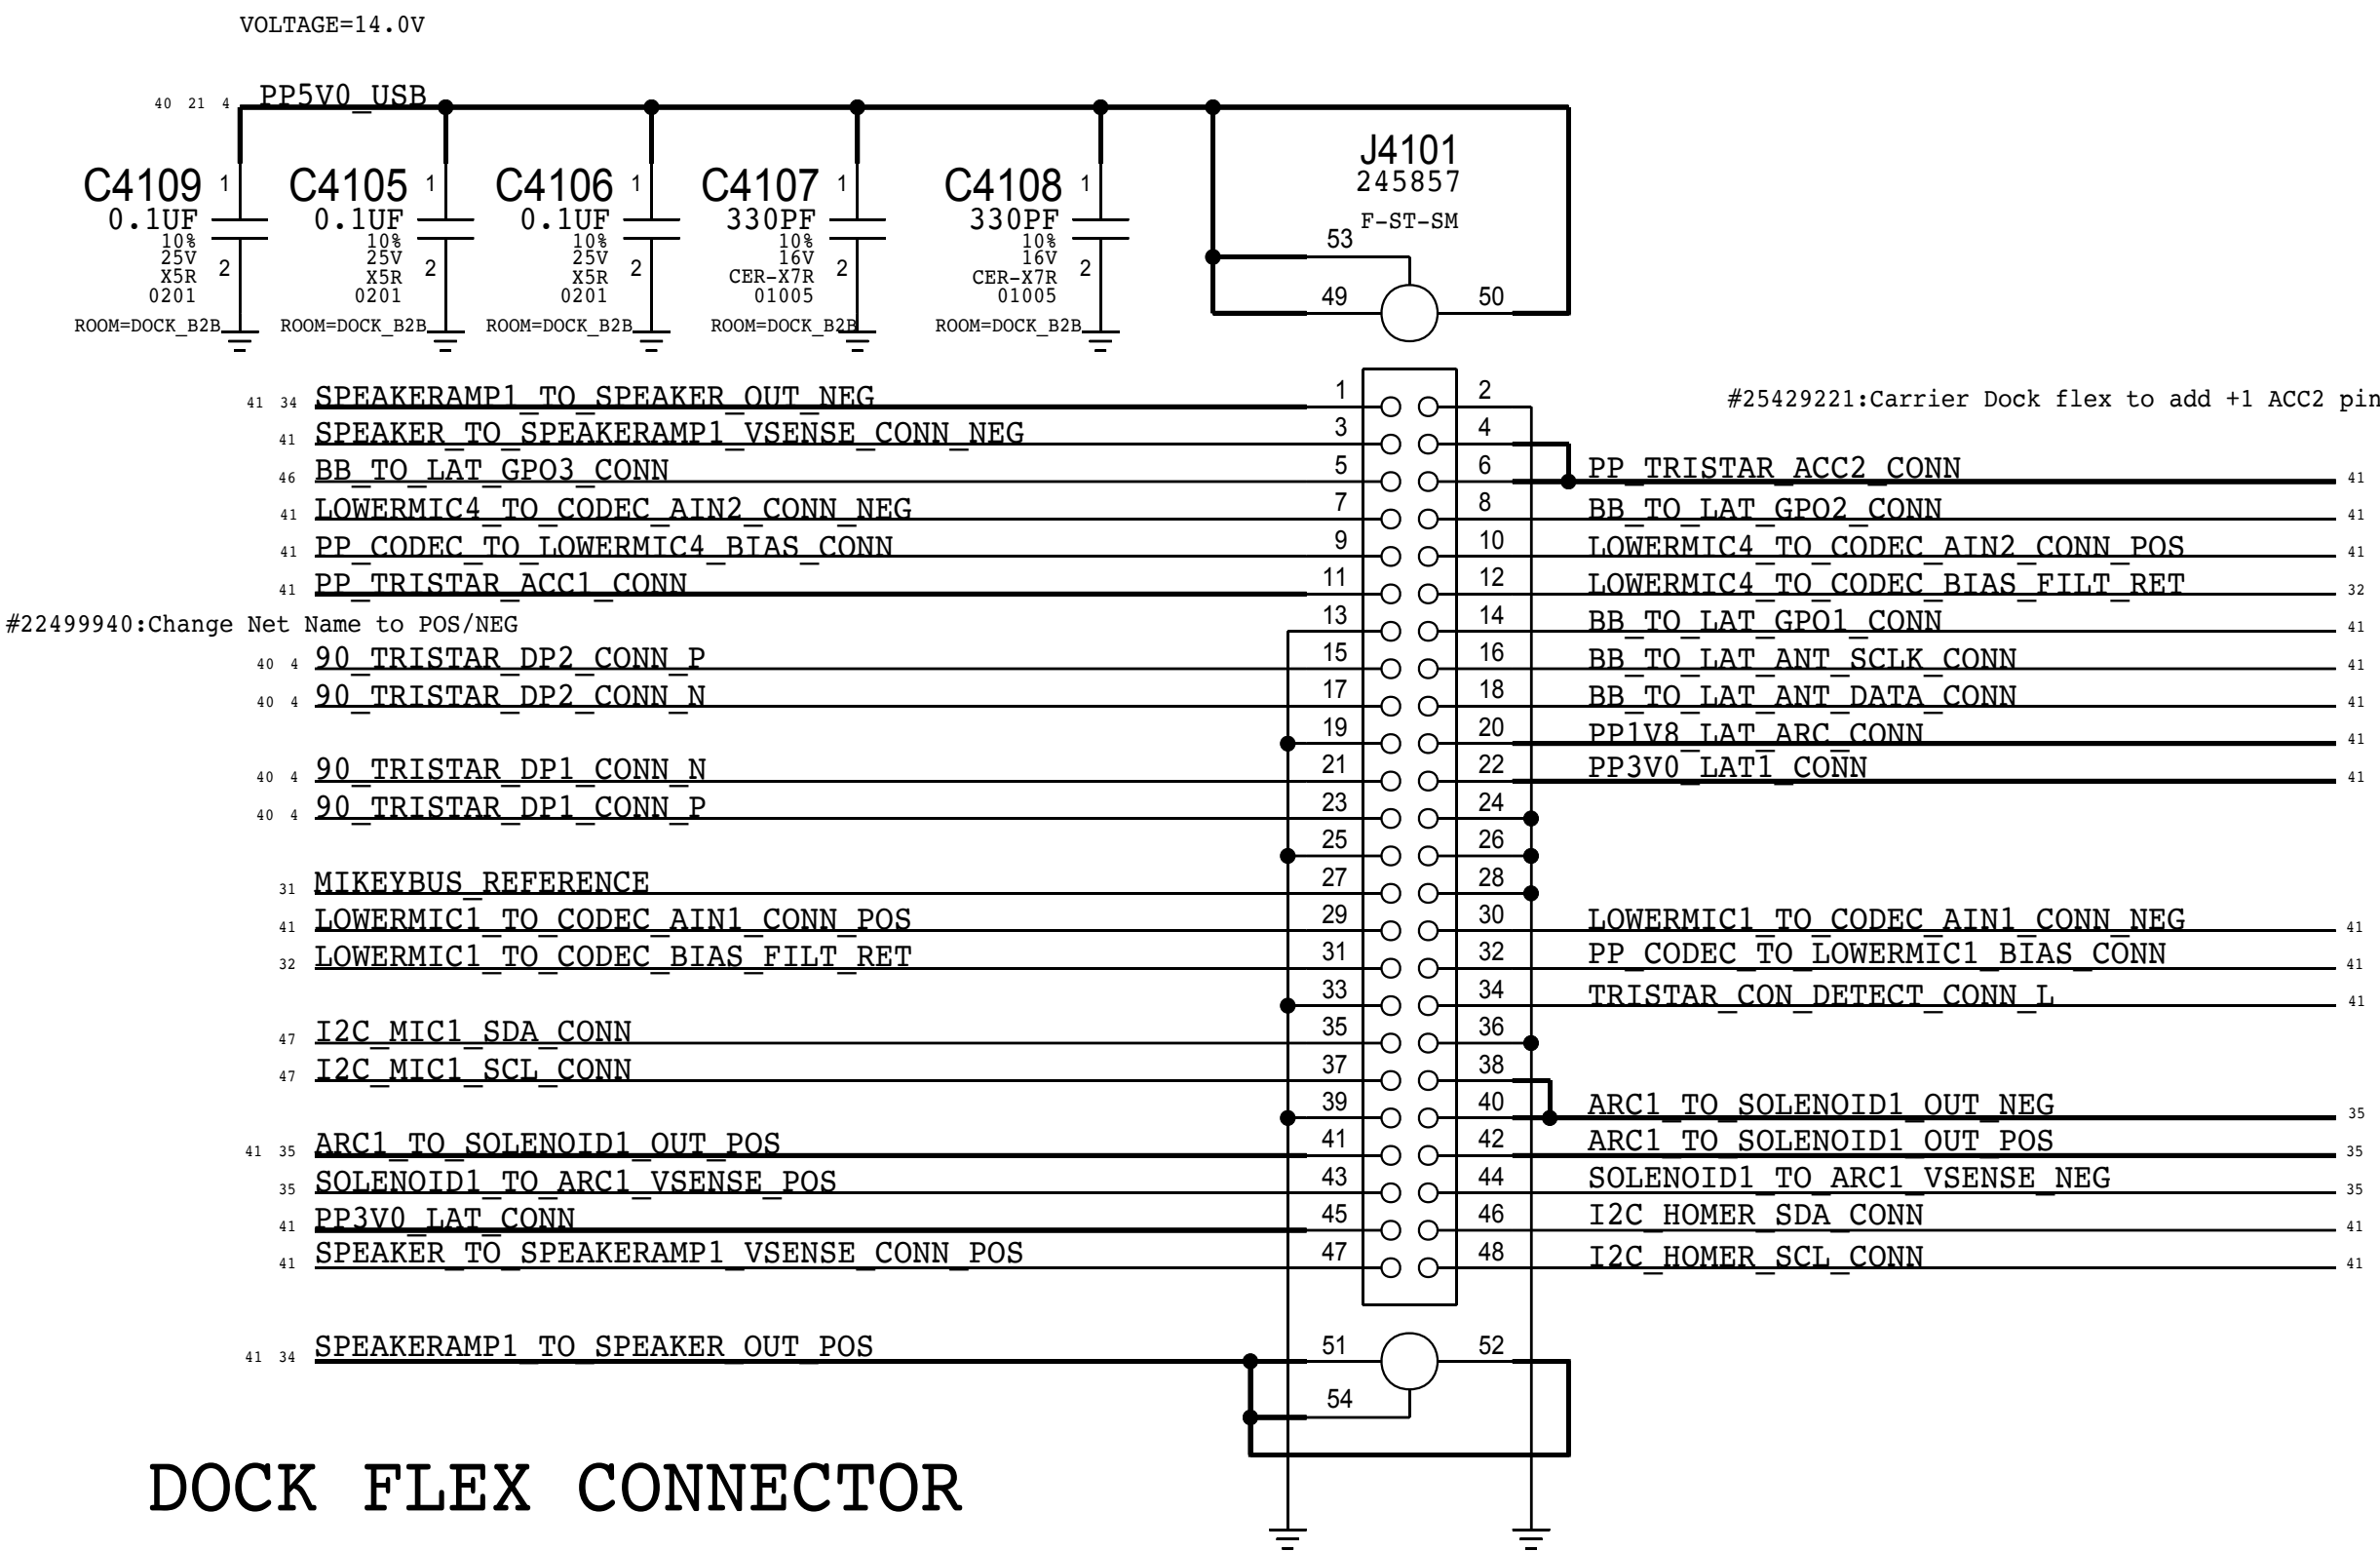 VOLTAGE=14.0V
40 21 4 PP5V0_USB
C4109 1
0.1UF
10%
25V
X5R
0201
2
ROOM=DOCK_B2B
C4105 1
0.1UF
10%
25V
X5R
0201
2
ROOM=DOCK_B2B
C4106 1
0.1UF
10%
25V
X5R
0201
2
ROOM=DOCK_B2B
C4107 1
330PF
10%
16V
CER-X7R
01005
2
ROOM=DOCK_B2B
C4108 1
330PF
10%
16V
CER-X7R
01005
2
ROOM=DOCK_B2B
J4101
245857
F-ST-SM
53
49 50
41 34 SPEAKERAMP1_TO_SPEAKER_OUT_NEG 1 2
#25429221:Carrier Dock flex to add +1 ACC2 pin
41 SPEAKER_TO_SPEAKERAMP1_VSENSE_CONN_NEG 3 4
46 BB_TO_LAT_GPO3_CONN 5 6 PP_TRISTAR_ACC2_CONN 41
41 LOWERMIC4_TO_CODEC_AIN2_CONN_NEG 7 8 BB_TO_LAT_GPO2_CONN 41
41 PP_CODEC_TO_LOWERMIC4_BIAS_CONN 9 10 LOWERMIC4_TO_CODEC_AIN2_CONN_POS 41
41 PP_TRISTAR_ACC1_CONN 11 12 LOWERMIC4_TO_CODEC_BIAS_FILT_RET 32
#22499940:Change Net Name to POS/NEG
13 14 BB_TO_LAT_GPO1_CONN 41
40 4 90_TRISTAR_DP2_CONN_P 15 16 BB_TO_LAT_ANT_SCLK_CONN 41
40 4 90_TRISTAR_DP2_CONN_N 17 18 BB_TO_LAT_ANT_DATA_CONN 41
19 20 PP1V8_LAT_ARC_CONN 41
40 4 90_TRISTAR_DP1_CONN_N 21 22 PP3V0_LAT1_CONN 41
40 4 90_TRISTAR_DP1_CONN_P 23 24
25 26
31 MIKEYBUS_REFERENCE 27 28
41 LOWERMIC1_TO_CODEC_AIN1_CONN_POS 29 30 LOWERMIC1_TO_CODEC_AIN1_CONN_NEG 41
32 LOWERMIC1_TO_CODEC_BIAS_FILT_RET 31 32 PP_CODEC_TO_LOWERMIC1_BIAS_CONN 41
33 34 TRISTAR_CON_DETECT_CONN_L 41
47 I2C_MIC1_SDA_CONN 35 36
47 I2C_MIC1_SCL_CONN 37 38
39 40 ARC1_TO_SOLENOID1_OUT_NEG 35
41 35 ARC1_TO_SOLENOID1_OUT_POS 41 42 ARC1_TO_SOLENOID1_OUT_POS 35
35 SOLENOID1_TO_ARC1_VSENSE_POS 43 44 SOLENOID1_TO_ARC1_VSENSE_NEG 35
41 PP3V0_LAT_CONN 45 46 I2C_HOMER_SDA_CONN 41
41 SPEAKER_TO_SPEAKERAMP1_VSENSE_CONN_POS 47 48 I2C_HOMER_SCL_CONN 41
41 34 SPEAKERAMP1_TO_SPEAKER_OUT_POS 51 52
54
DOCK FLEX CONNECTOR